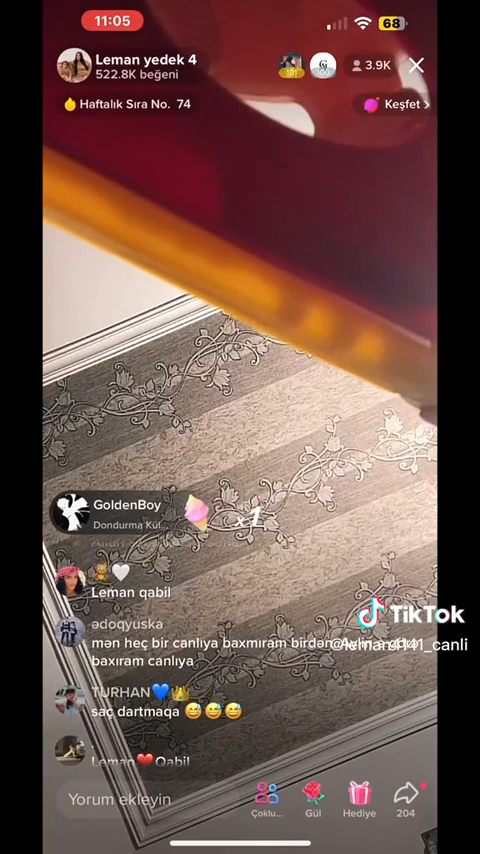 11:05
68
Leman yedek 4
522.8K beğeni
101
3.9K
Haftalık Sıra No. 74
Keşfet >
GoldenBoy
Dondurma Kül...
x1
Leman qabil
ədoqyuska
mən heç bir canlıya baxmıram birdən
baxıram canlıya
TikTok
TURHAN💙👑
saç dartmaqa 😅😅😅
.
Leman❤️Qabil
Yorum ekleyin
Çoklu...
Gül
Hediye
204